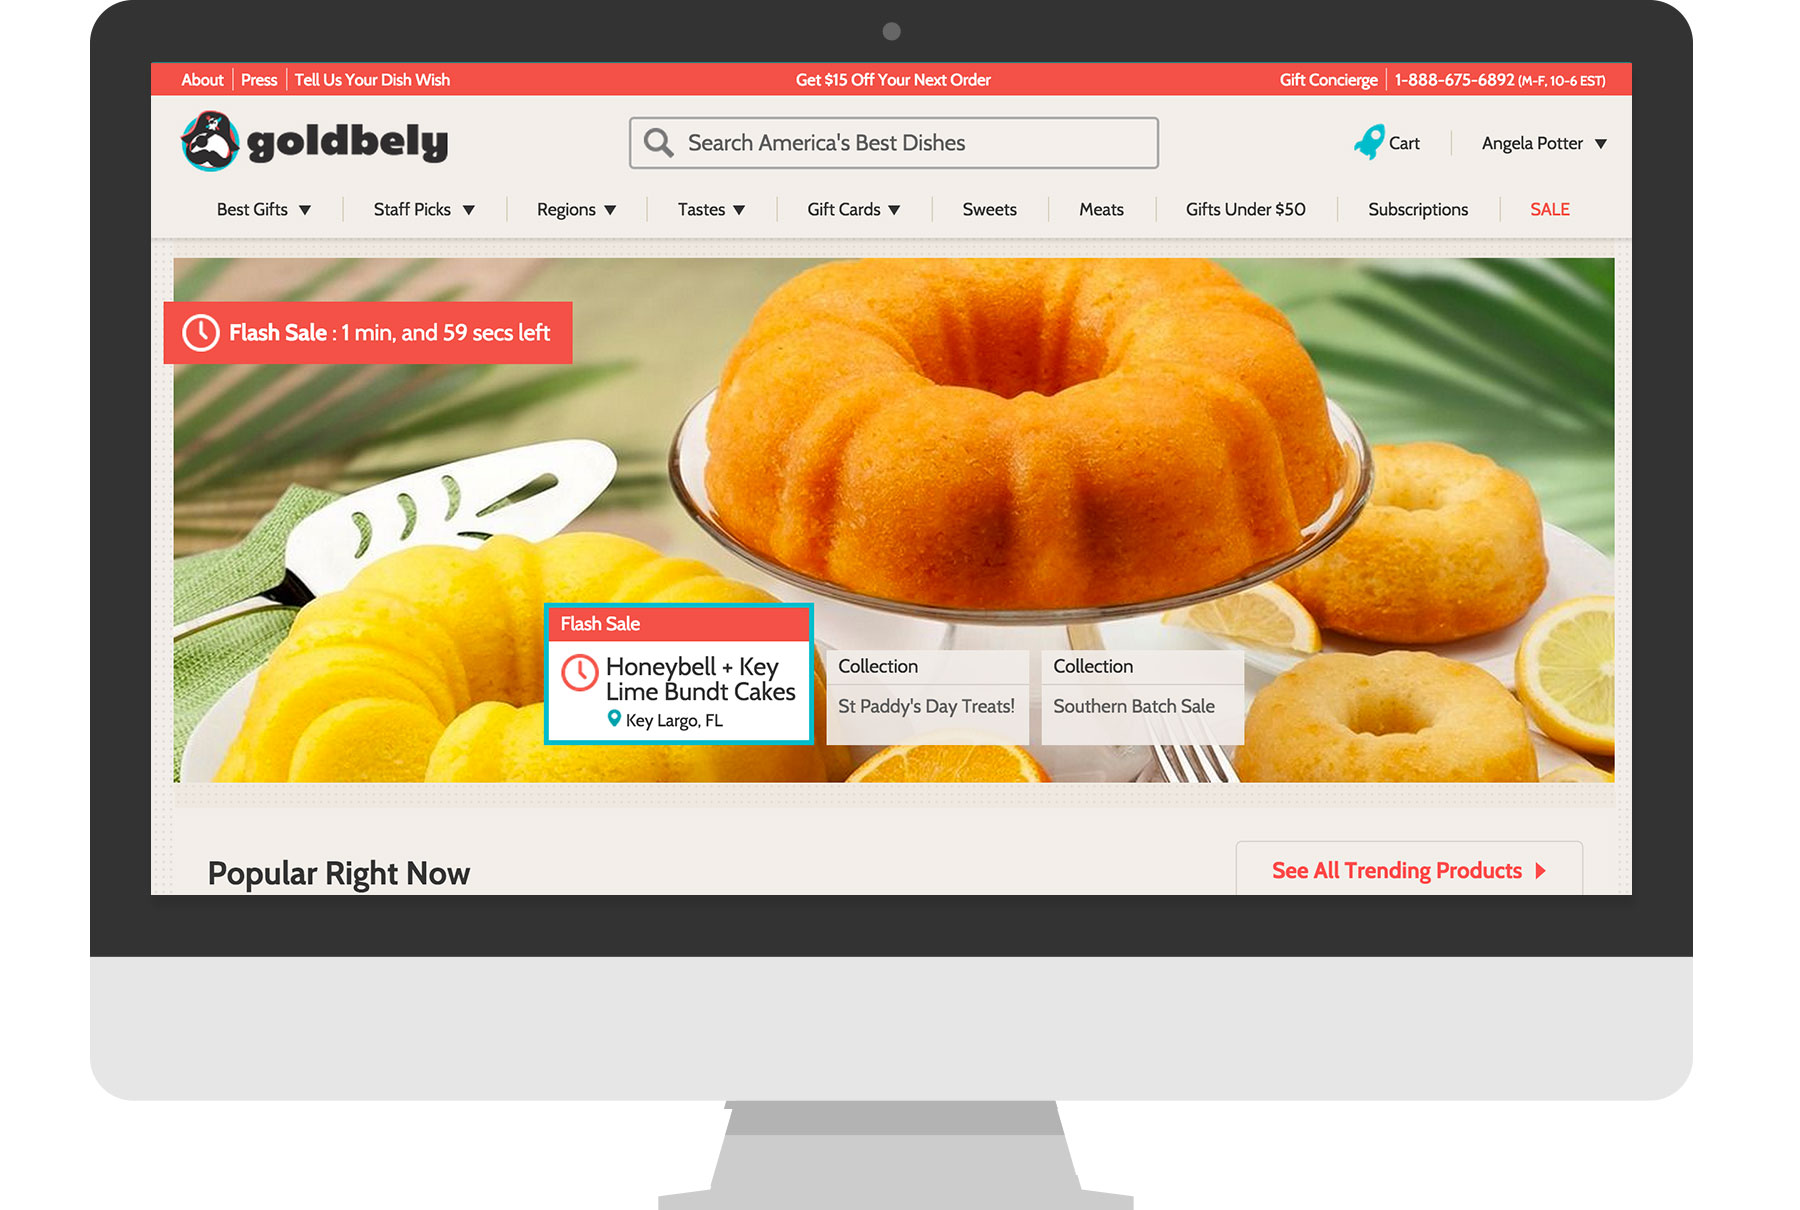 About Press Tell Us Your Dish Wish Get $15 Off Your Next Order Gift Concierge 1-888-675-6892 (M-F, 10-6 EST)
goldbely Search America's Best Dishes Cart Angela Potter
Best Gifts Staff Picks Regions Tastes Gift Cards Sweets Meats Gifts Under $50 Subscriptions SALE
Flash Sale : 1 min, and 59 secs left
Flash Sale
Honeybell + Key
Lime Bundt Cakes
Key Largo, FL
Collection
St Paddy's Day Treats!
Collection
Southern Batch Sale
Popular Right Now
See All Trending Products